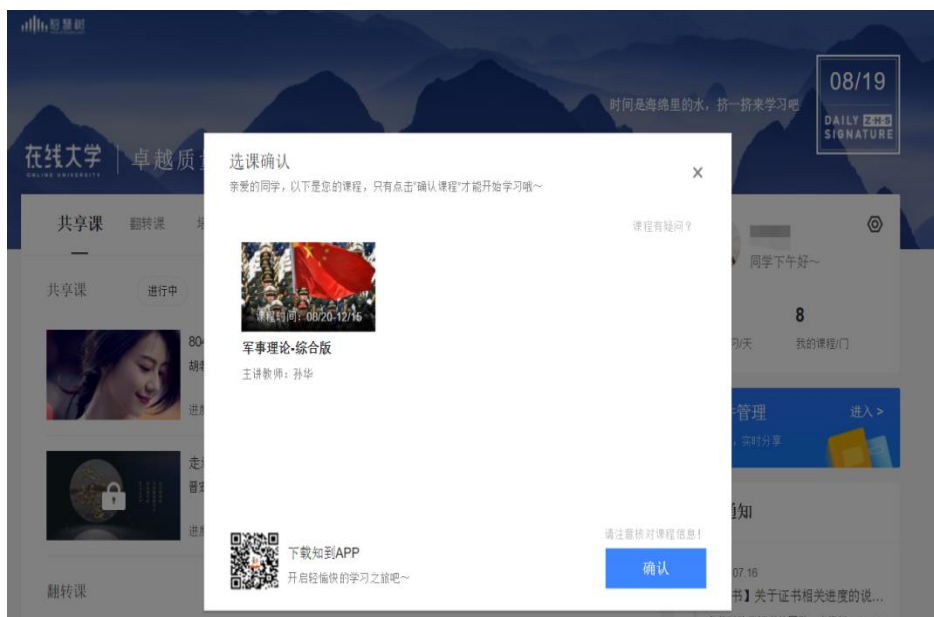 智慧树
08/19
时间是海绵里的水，挤一挤来学习吧
DAILY Z-H-S
SIGNATURE
在线大学
ONLINE UNIVERSITY
卓越质
选课确认
×
亲爱的同学，以下是您的课程，只有点击"确认课程"才能开始学习哦～
共享课
翻转课
课程有疑问？
同学下午好～
共享课
进行中
课程时间：08/20-12/15
8
我的课程/门
习/天
军事理论-综合版
主讲教师：孙华
804
胡
进
管理
进入 >
，实时分享
走
晋
进
通知
请注意核对课程信息！
下载知到APP
开启轻愉快的学习之旅吧～
确认
翻转课
07.16
书】关于证书相关进度的说...